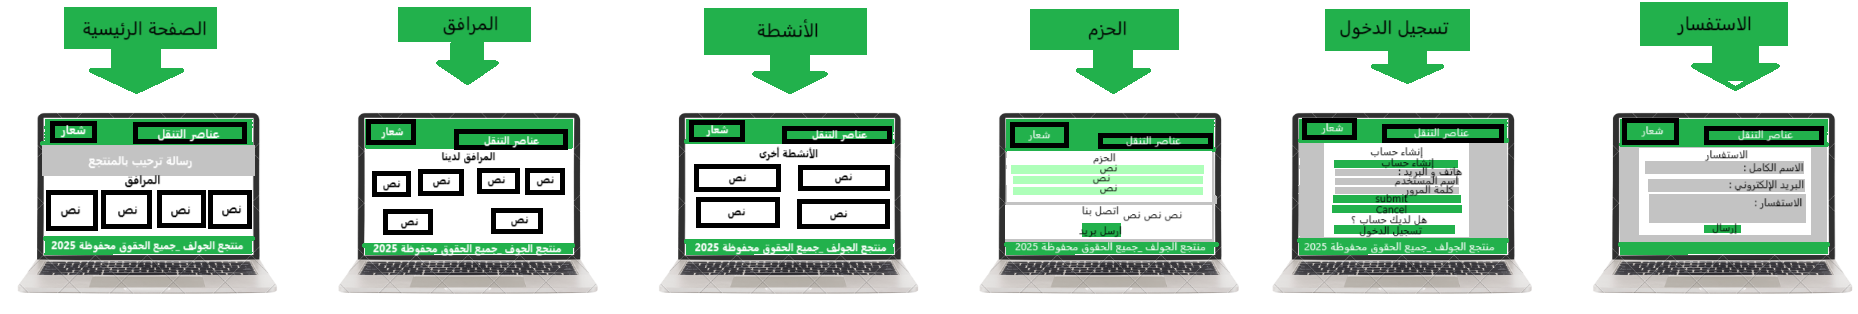 الصفحة الرئيسية
المرافق
الأنشطة
الحزم
تسجيل الدخول
الاستفسار
شعار
عناصر التنقل
رسالة ترحيب بالمنتجع
المرافق
نص
نص
نص
نص
منتجع الجولف _جميع الحقوق محفوظة 2025
شعار
عناصر التنقل
المرافق لدينا
نص
نص
نص
نص
نص
نص
منتجع الجوف _جميع الحقوق محفوظة 2025
شعار
عناصر التنقل
الأنشطة أخرى
نص
نص
نص
نص
منتجع الجولف _جميع الحقوق محفوظة 2025
شعار
عناصر التنقل
الحزم
نص
نص
نص
اتصل بنا
نص نص نص
ارسل بريد
منتجع الجولف _جميع الحقوق محفوظة 2025
شعار
عناصر التنقل
إنشاء حساب
إنشاء حساب
هاتف و البريد :
اسم المستخدم
كلمة المرور
submit
Cancel
هل لديك حساب ؟
تسجيل الدخول
منتجع الجولف _جميع الحقوق محفوظة 2025
شعار
عناصر التنقل
الاستفسار
الاسم الكامل :
البريد الإلكتروني :
الاستفسار :
إرسال